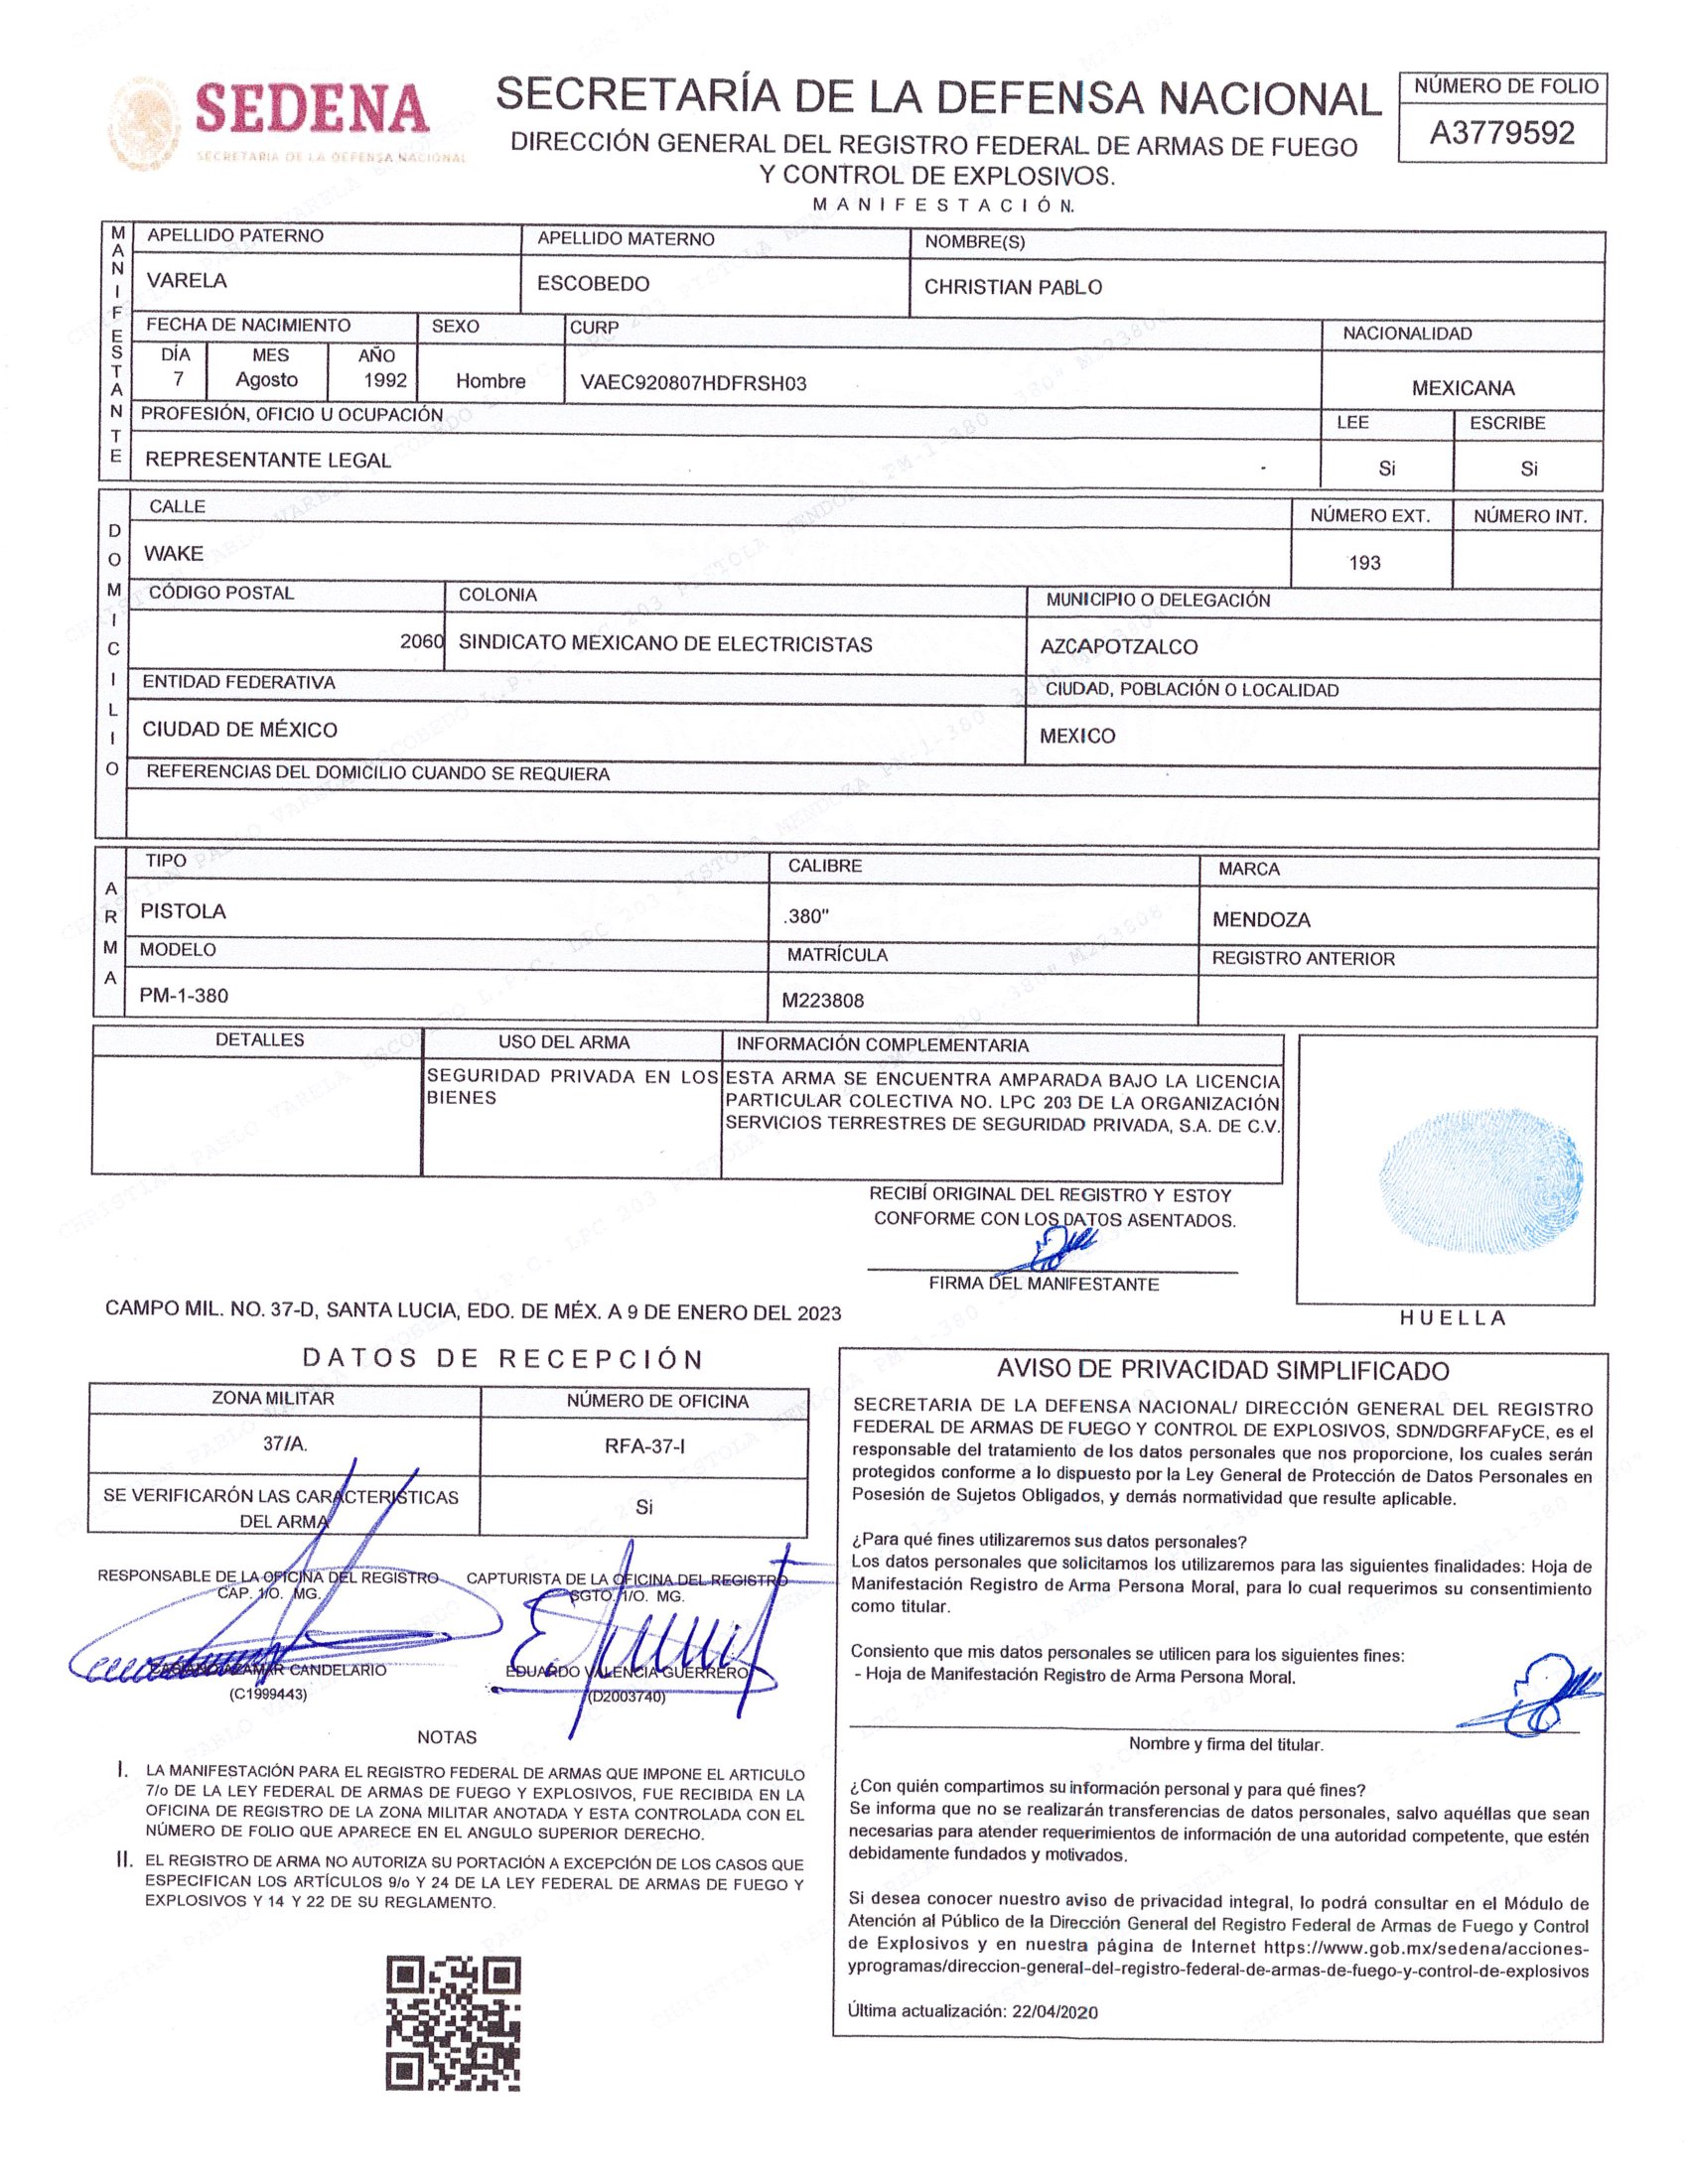 SEDENA
SECRETARÍA DE LA DEFENSA NACIONAL
SECRETARÍA DE LA DEFENSA NACIONAL
DIRECCIÓN GENERAL DEL REGISTRO FEDERAL DE ARMAS DE FUEGO
Y CONTROL DE EXPLOSIVOS.
MANIFESTACIÓN.
NÚMERO DE FOLIO
A3779592
MANIFESTANTE
APELLIDO PATERNO APELLIDO MATERNO NOMBRE(S)
VARELA ESCOBEDO CHRISTIAN PABLO
FECHA DE NACIMIENTO SEXO CURP NACIONALIDAD
DÍA MES AÑO
7 Agosto 1992 Hombre VAEC920807HDFRSH03 MEXICANA
PROFESIÓN, OFICIO U OCUPACIÓN LEE ESCRIBE
REPRESENTANTE LEGAL Si Si
DOMICILIO
CALLE NÚMERO EXT. NÚMERO INT.
WAKE 193
CÓDIGO POSTAL COLONIA MUNICIPIO O DELEGACIÓN
2060 SINDICATO MEXICANO DE ELECTRICISTAS AZCAPOTZALCO
ENTIDAD FEDERATIVA CIUDAD, POBLACIÓN O LOCALIDAD
CIUDAD DE MÉXICO MEXICO
REFERENCIAS DEL DOMICILIO CUANDO SE REQUIERA
ARMA
TIPO CALIBRE MARCA
PISTOLA .380" MENDOZA
MODELO MATRÍCULA REGISTRO ANTERIOR
PM-1-380 M223808
DETALLES USO DEL ARMA INFORMACIÓN COMPLEMENTARIA
SEGURIDAD PRIVADA EN LOS
BIENES
ESTA ARMA SE ENCUENTRA AMPARADA BAJO LA LICENCIA
PARTICULAR COLECTIVA NO. LPC 203 DE LA ORGANIZACIÓN
SERVICIOS TERRESTRES DE SEGURIDAD PRIVADA, S.A. DE C.V.
RECIBÍ ORIGINAL DEL REGISTRO Y ESTOY
CONFORME CON LOS DATOS ASENTADOS.
FIRMA DEL MANIFESTANTE
HUELLA
CAMPO MIL. NO. 37-D, SANTA LUCIA, EDO. DE MÉX. A 9 DE ENERO DEL 2023
DATOS DE RECEPCIÓN
ZONA MILITAR NÚMERO DE OFICINA
37/A. RFA-37-I
SE VERIFICARÓN LAS CARACTERISTICAS
DEL ARMA
Si
RESPONSABLE DE LA OFICINA DEL REGISTRO
CAP. 1/O. MG.
CANDELARIO
(C1999443)
CAPTURISTA DE LA OFICINA DEL REGISTRO
SGTO. 1/O. MG.
EDUARDO VALENCIA GUERRERO
(D2003740)
NOTAS
I. LA MANIFESTACIÓN PARA EL REGISTRO FEDERAL DE ARMAS QUE IMPONE EL ARTICULO
7/o DE LA LEY FEDERAL DE ARMAS DE FUEGO Y EXPLOSIVOS, FUE RECIBIDA EN LA
OFICINA DE REGISTRO DE LA ZONA MILITAR ANOTADA Y ESTA CONTROLADA CON EL
NÚMERO DE FOLIO QUE APARECE EN EL ANGULO SUPERIOR DERECHO.
II. EL REGISTRO DE ARMA NO AUTORIZA SU PORTACIÓN A EXCEPCIÓN DE LOS CASOS QUE
ESPECIFICAN LOS ARTÍCULOS 9/o Y 24 DE LA LEY FEDERAL DE ARMAS DE FUEGO Y
EXPLOSIVOS Y 14 Y 22 DE SU REGLAMENTO.
AVISO DE PRIVACIDAD SIMPLIFICADO
SECRETARIA DE LA DEFENSA NACIONAL/ DIRECCIÓN GENERAL DEL REGISTRO
FEDERAL DE ARMAS DE FUEGO Y CONTROL DE EXPLOSIVOS, SDN/DGRFAFyCE, es el
responsable del tratamiento de los datos personales que nos proporcione, los cuales serán
protegidos conforme a lo dispuesto por la Ley General de Protección de Datos Personales en
Posesión de Sujetos Obligados, y demás normatividad que resulte aplicable.
¿Para qué fines utilizaremos sus datos personales?
Los datos personales que solicitamos los utilizaremos para las siguientes finalidades: Hoja de
Manifestación Registro de Arma Persona Moral, para lo cual requerimos su consentimiento
como titular.
Consiento que mis datos personales se utilicen para los siguientes fines:
- Hoja de Manifestación Registro de Arma Persona Moral.
Nombre y firma del titular.
¿Con quién compartimos su información personal y para qué fines?
Se informa que no se realizarán transferencias de datos personales, salvo aquéllas que sean
necesarias para atender requerimientos de información de una autoridad competente, que estén
debidamente fundados y motivados.
Si desea conocer nuestro aviso de privacidad integral, lo podrá consultar en el Módulo de
Atención al Público de la Dirección General del Registro Federal de Armas de Fuego y Control
de Explosivos y en nuestra página de Internet https://www.gob.mx/sedena/acciones-
yprogramas/direccion-general-del-registro-federal-de-armas-de-fuego-y-control-de-explosivos
Última actualización: 22/04/2020